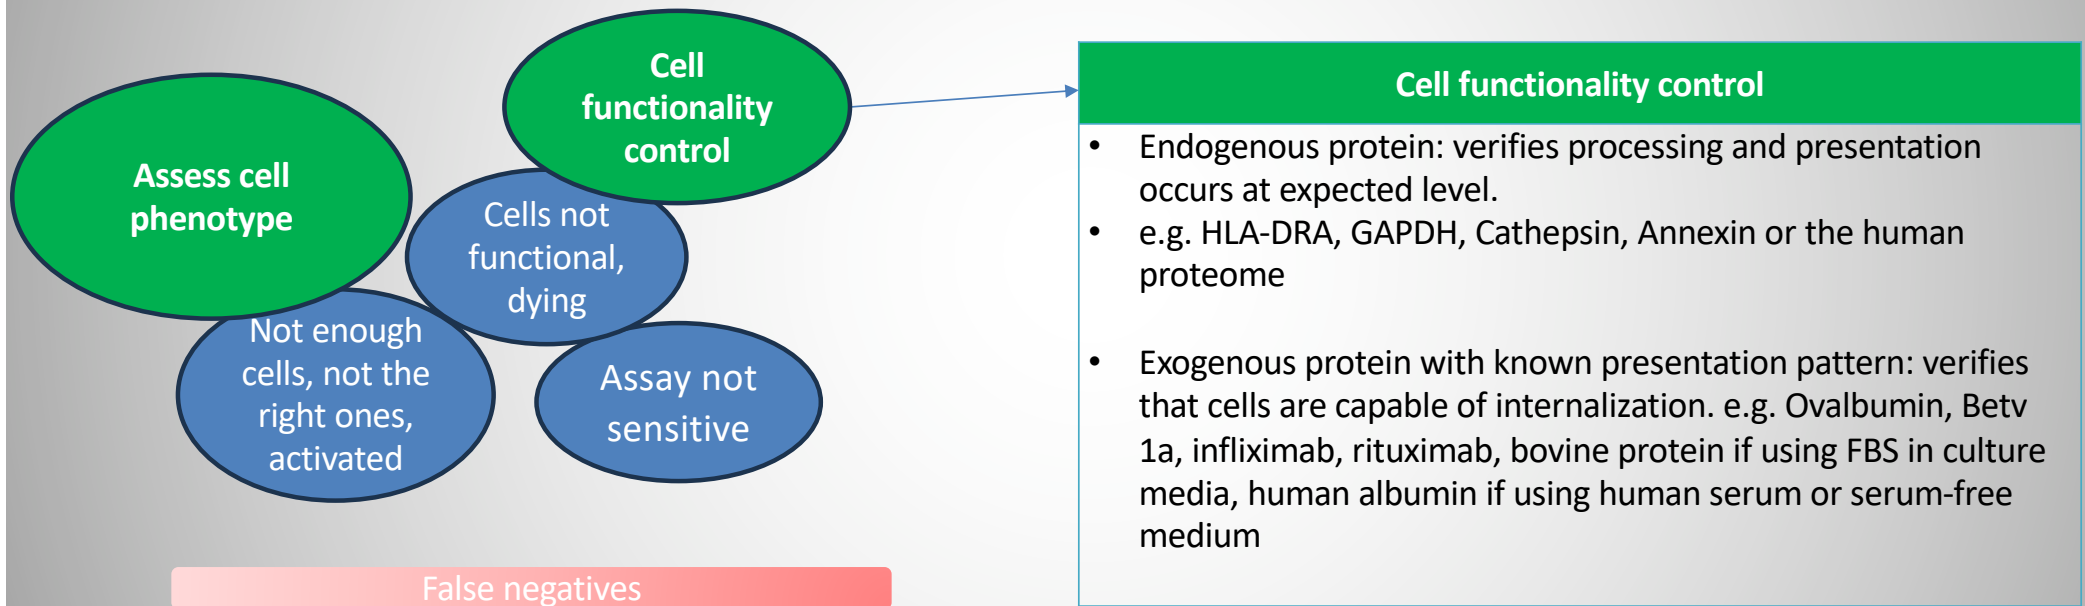 Cell
functionality
control
Assess cell
phenotype
Cells not
functional,
dying
Not enough
cells, not the
right ones,
activated
Assay not
sensitive
False negatives
Cell functionality control
• Endogenous protein: verifies processing and presentation
occurs at expected level.
• e.g. HLA-DRA, GAPDH, Cathepsin, Annexin or the human
proteome
• Exogenous protein with known presentation pattern: verifies
that cells are capable of internalization. e.g. Ovalbumin, Betv
1a, infliximab, rituximab, bovine protein if using FBS in culture
media, human albumin if using human serum or serum-free
medium